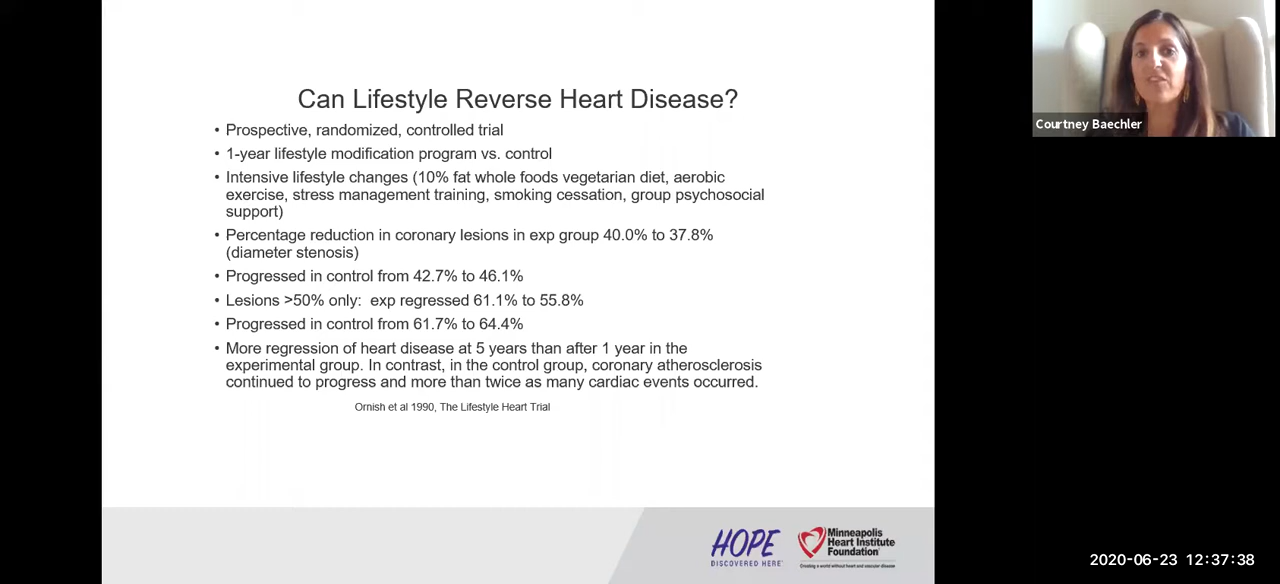 Can Lifestyle Reverse Heart Disease?
• Prospective, randomized, controlled trial
• 1-year lifestyle modification program vs. control
• Intensive lifestyle changes (10% fat whole foods vegetarian diet, aerobic
exercise, stress management training, smoking cessation, group psychosocial
support)
• Percentage reduction in coronary lesions in exp group 40.0% to 37.8%
(diameter stenosis)
• Progressed in control from 42.7% to 46.1%
• Lesions >50% only:  exp regressed 61.1% to 55.8%
• Progressed in control from 61.7% to 64.4%
• More regression of heart disease at 5 years than after 1 year in the
experimental group. In contrast, in the control group, coronary atherosclerosis
continued to progress and more than twice as many cardiac events occurred.
Ornish et al 1990, The Lifestyle Heart Trial
HOPE
DISCOVERED HERE
Minneapolis
Heart Institute
Foundation
Creating a world without heart and vascular disease
Courtney Baechler
2020-06-23 12:37:38